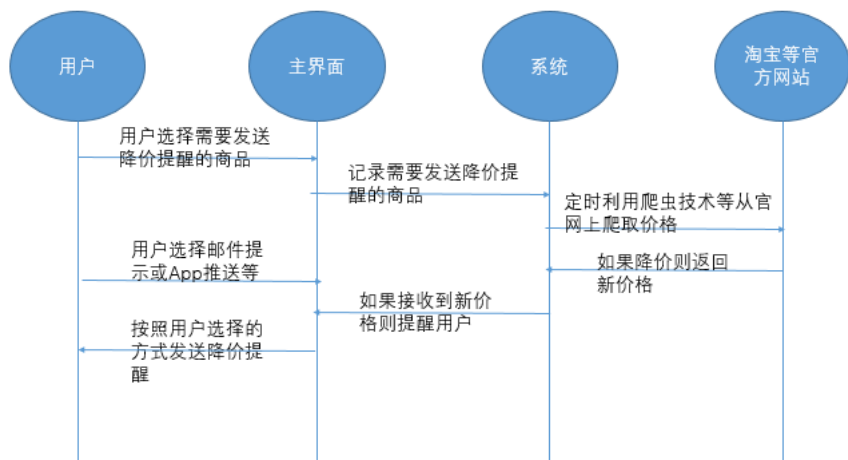 用户
主界面
系统
淘宝等官
方网站
用户选择需要发送
降价提醒的商品
记录需要发送降价提
醒的商品
定时利用爬虫技术等从官
网上爬取价格
用户选择邮件提
示或App推送等
如果降价则返回
新价格
如果接收到新价
格则提醒用户
按照用户选择的
方式发送降价提
醒